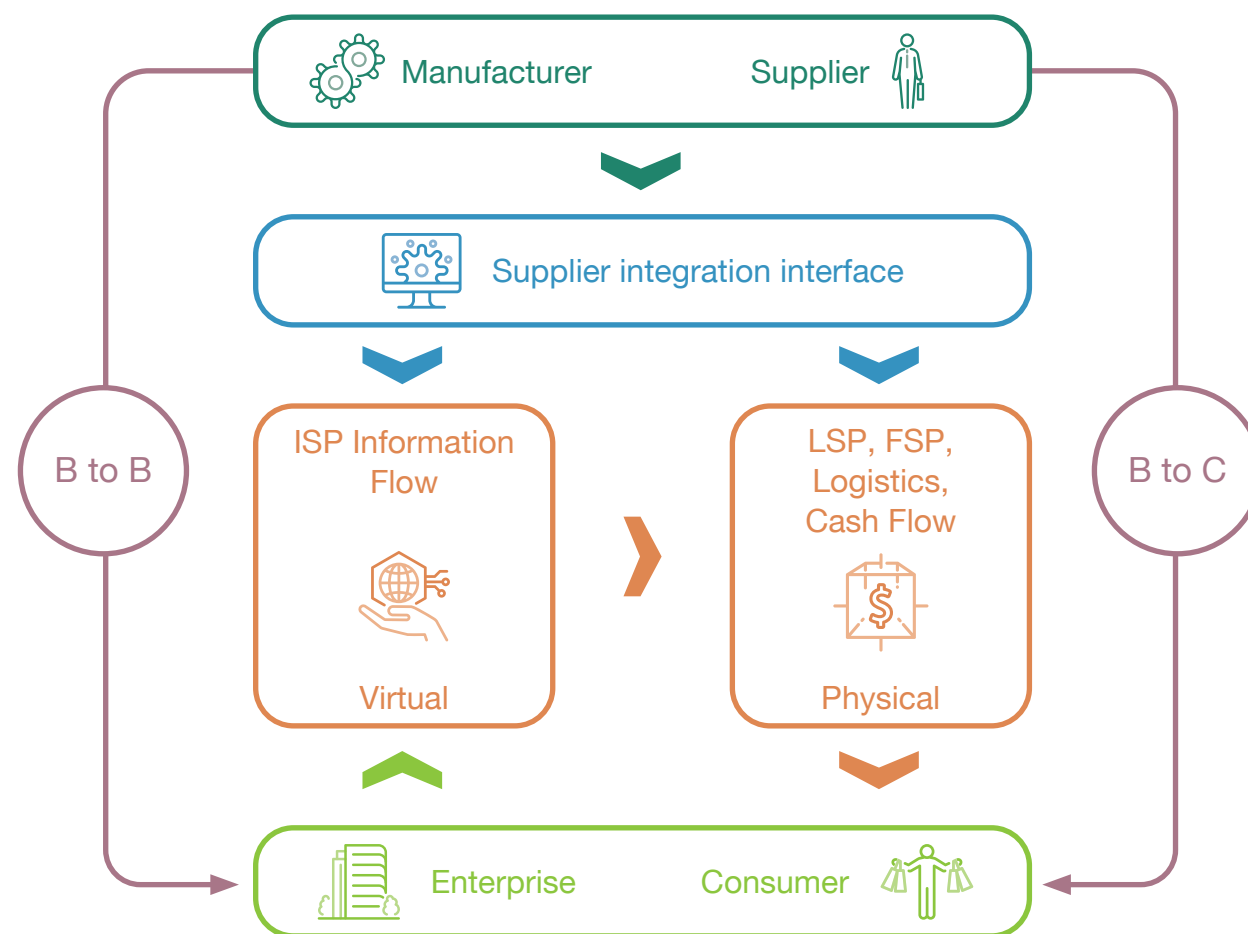 Manufacturer
Supplier
Supplier integration interface
B to B
ISP Information
Flow
Virtual
LSP, FSP,
Logistics,
Cash Flow
Physical
B to C
Enterprise
Consumer